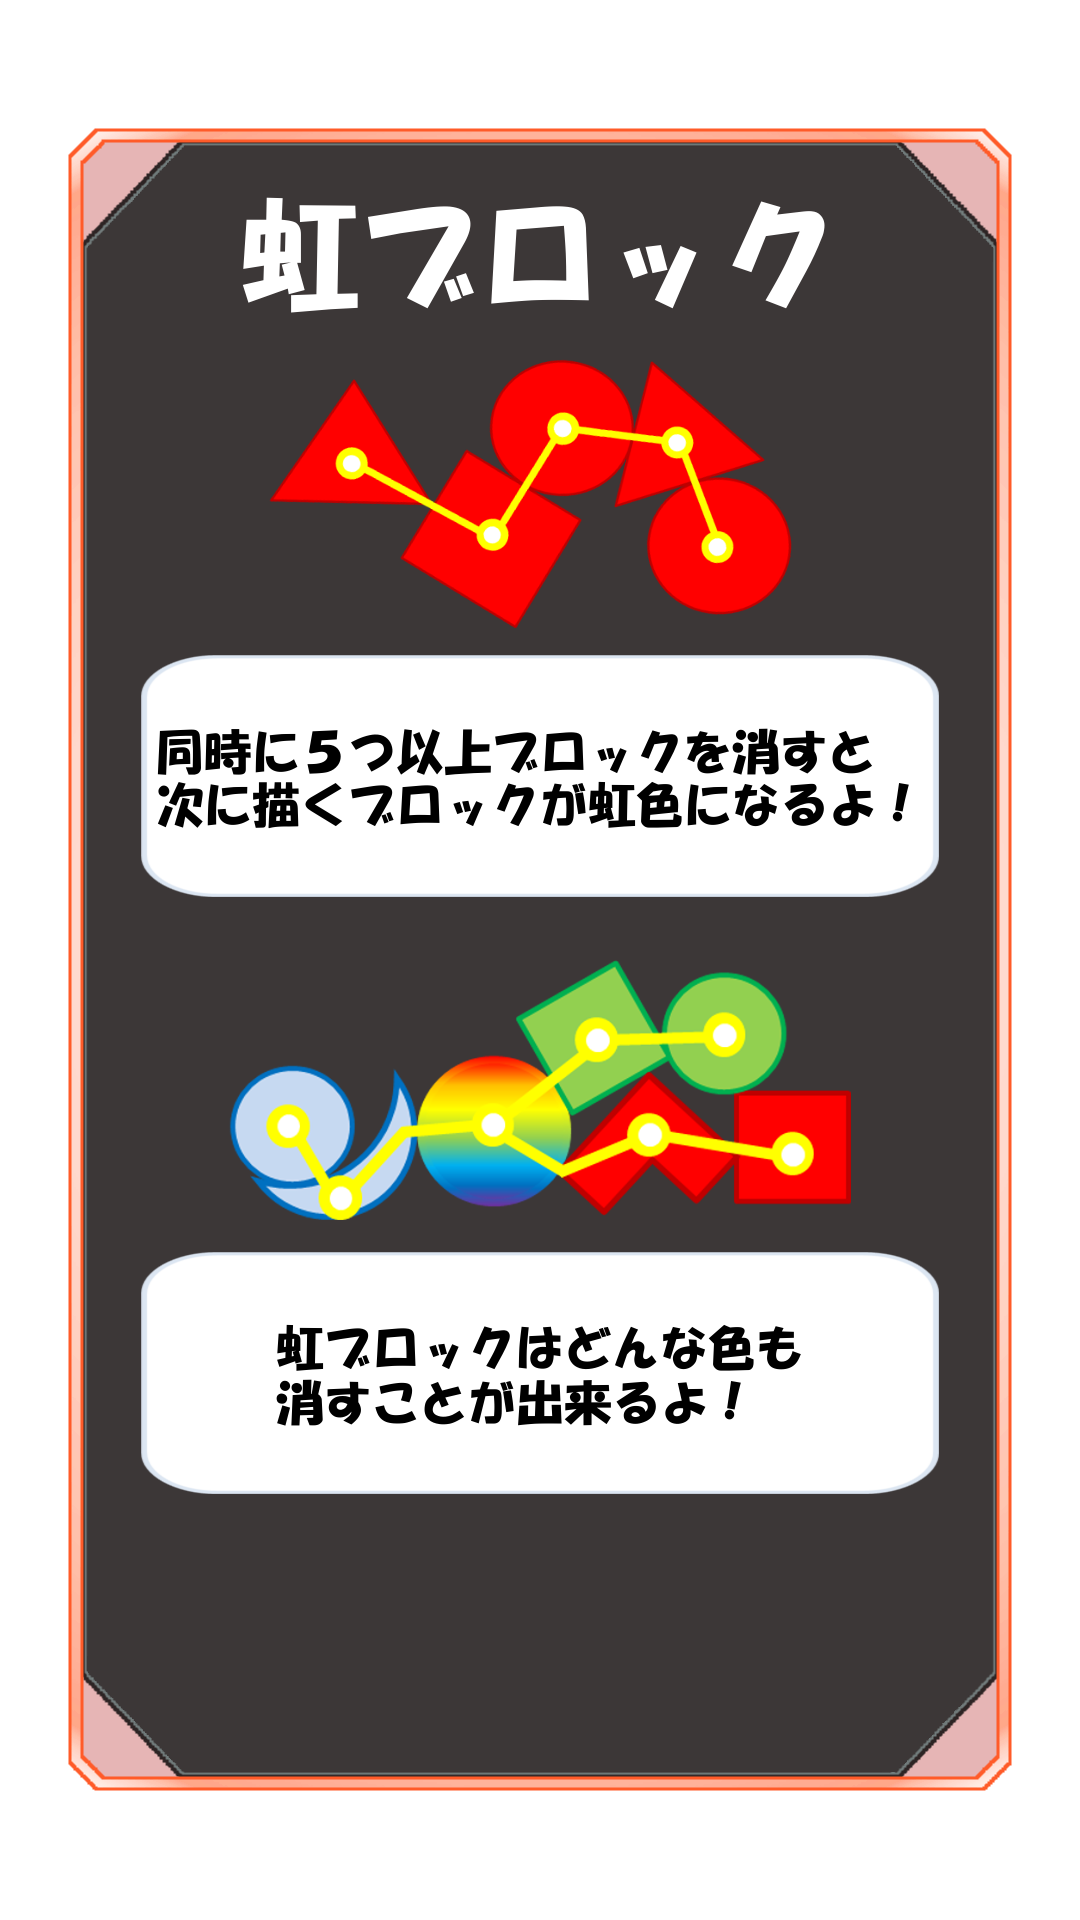 虹ブロック
同時に５つ以上ブロックを消すと
次に描くブロックが虹色になるよ！
虹ブロックはどんな色も
消すことが出来るよ！